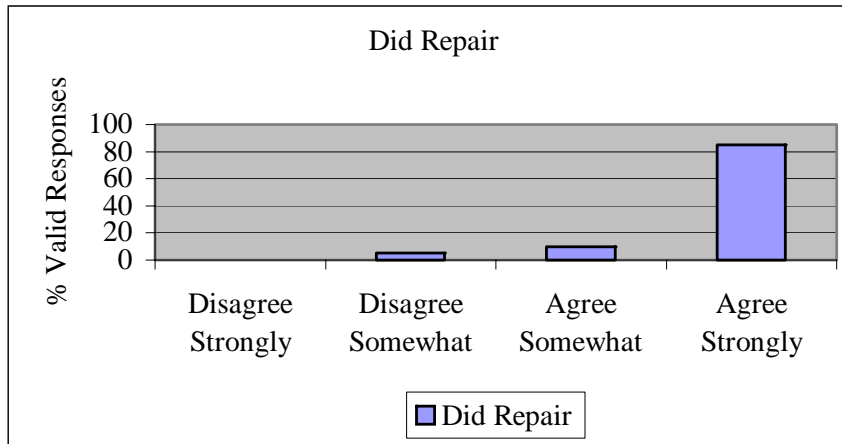 Did Repair
% Valid Responses
100
80
60
40
20
0
Disagree Strongly
Disagree Somewhat
Agree Somewhat
Agree Strongly
Did Repair